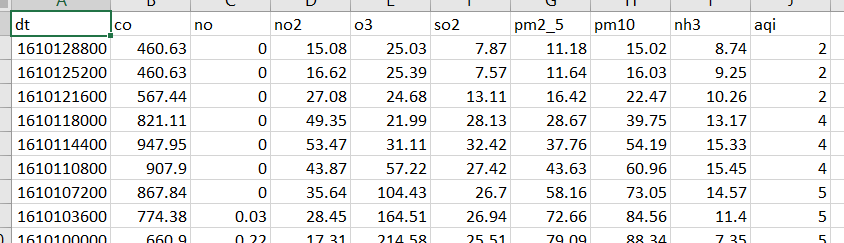 A B C D E F G H I J
dt co no no2 o3 so2 pm2_5 pm10 nh3 aqi
1610128800 460.63 0 15.08 25.03 7.87 11.18 15.02 8.74 2
1610125200 460.63 0 16.62 25.39 7.57 11.64 16.03 9.25 2
1610121600 567.44 0 27.08 24.68 13.11 16.42 22.47 10.26 2
1610118000 821.11 0 49.35 21.99 28.13 28.67 39.75 13.17 4
1610114400 947.95 0 53.47 31.11 32.42 37.76 54.19 15.33 4
1610110800 907.9 0 43.87 57.22 27.42 43.63 60.96 15.45 4
1610107200 867.84 0 35.64 104.43 26.7 58.16 73.05 14.57 5
1610103600 774.38 0.03 28.45 164.51 26.94 72.66 84.56 11.4 5
1610100000 660.9 0.22 17.31 214.58 25.51 79.09 88.34 7.35 5